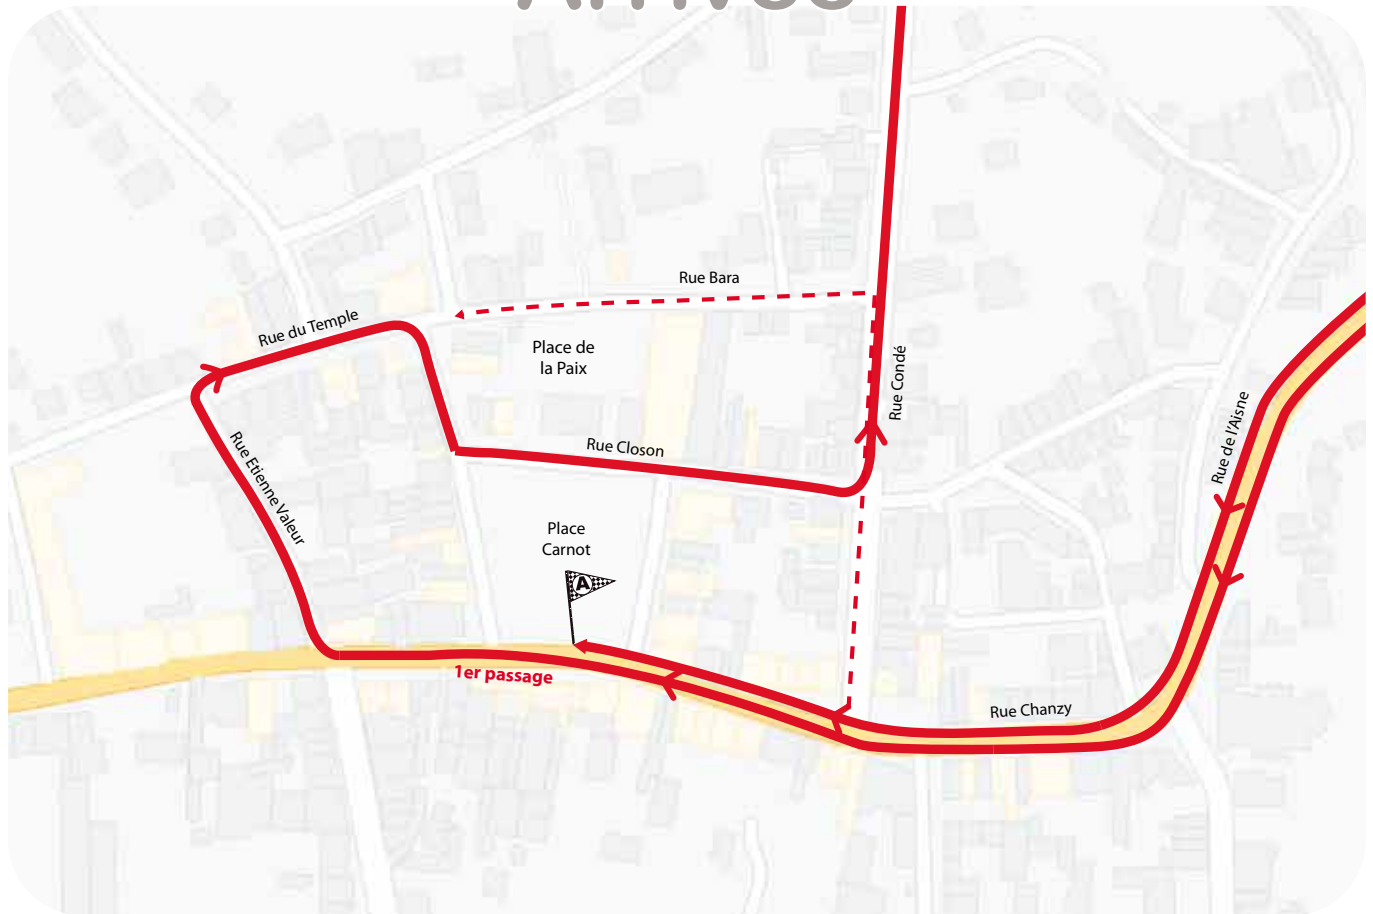 Arrivée
Rue Bara
Rue du Temple
Place de
la Paix
Rue Condé
Rue de l'Aisne
Rue Closon
Rue Etienne Valeur
Place
Carnot
A
1er passage
Rue Chanzy